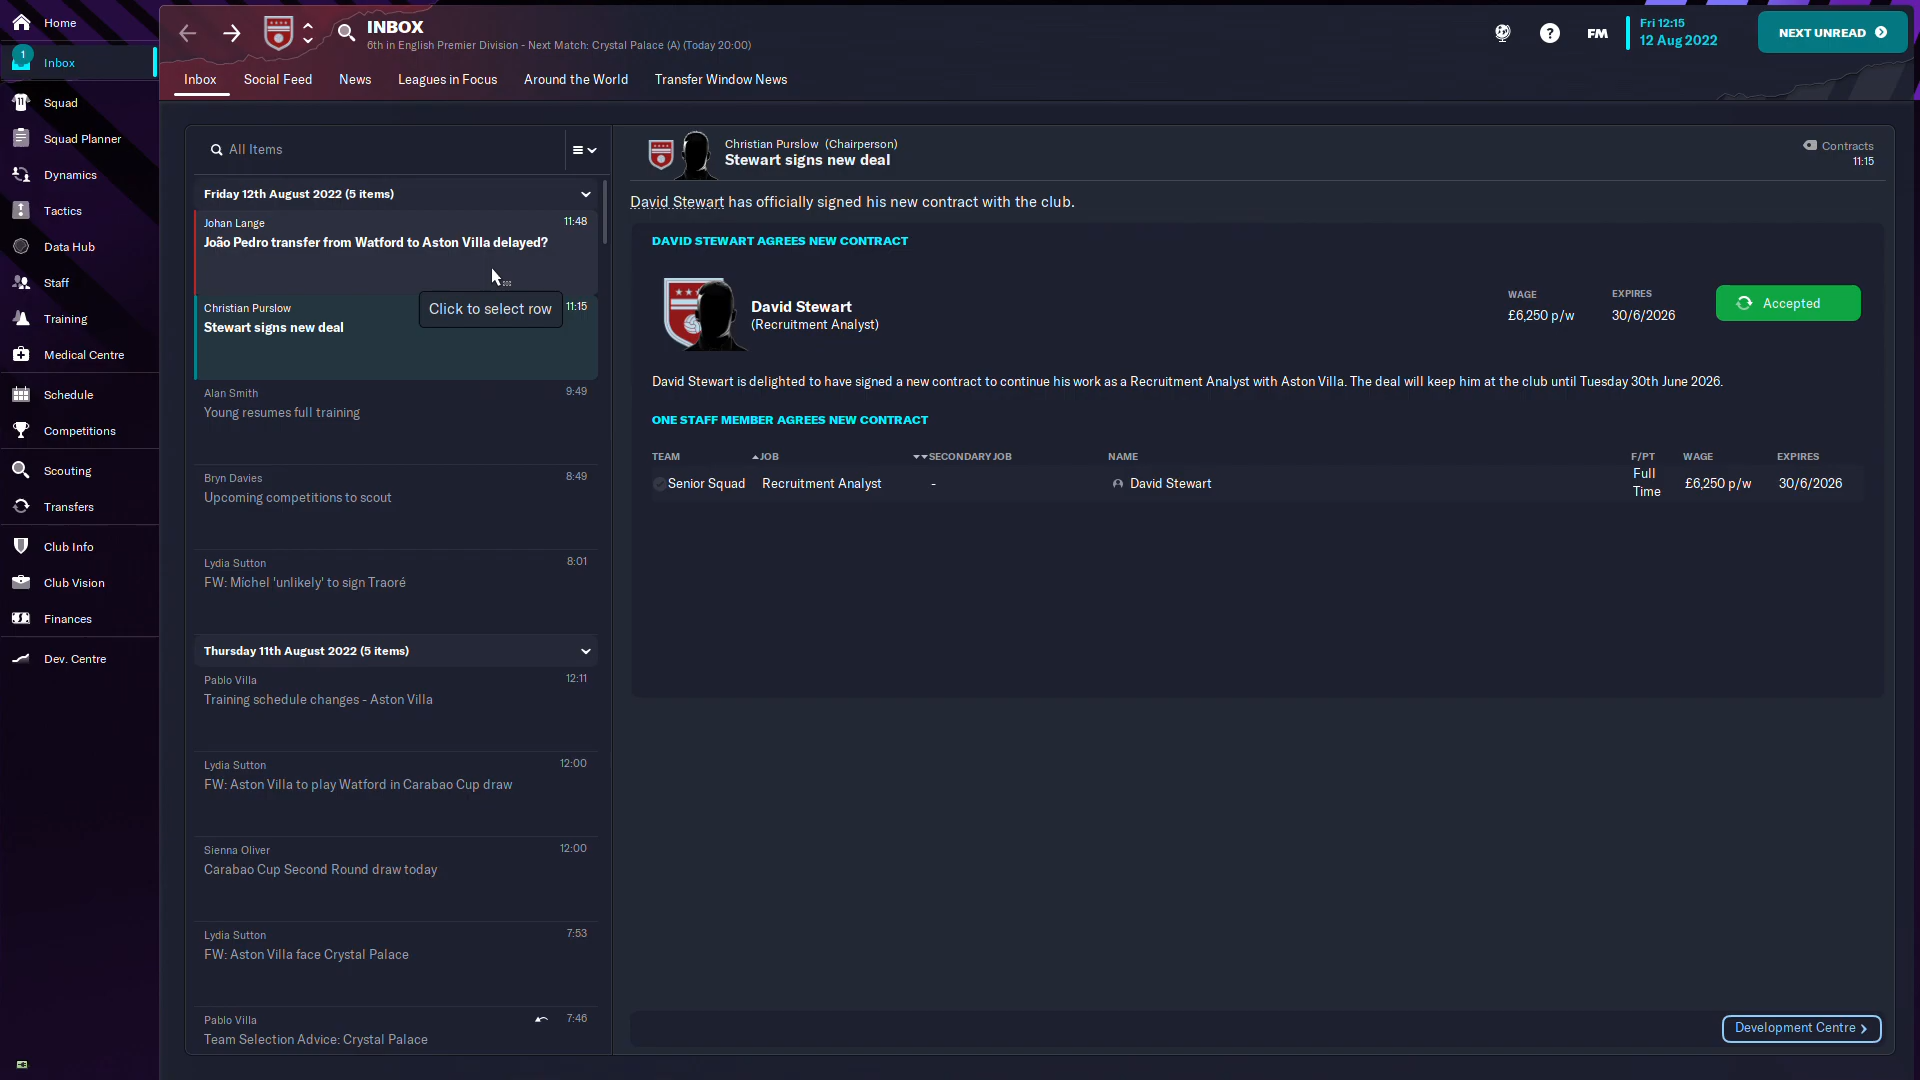 Home
1
Inbox
Squad
Squad Planner
Dynamics
Tactics
Data Hub
Staff
Training
Medical Centre
Schedule
Competitions
Scouting
Transfers
Club Info
Club Vision
Finances
Dev. Centre
INBOX
6th in English Premier Division - Next Match: Crystal Palace (A) (Today 20:00)
FM
Fri 12:15
12 Aug 2022
NEXT UNREAD
Inbox
Social Feed
News
Leagues in Focus
Around the World
Transfer Window News
All Items
Friday 12th August 2022 (5 items)
Johan Lange
11:48
João Pedro transfer from Watford to Aston Villa delayed?
Christian Purslow
11:15
Stewart signs new deal
Click to select row
Alan Smith
9:49
Young resumes full training
Bryn Davies
8:49
Upcoming competitions to scout
Lydia Sutton
8:01
FW: Míchel 'unlikely' to sign Traoré
Thursday 11th August 2022 (5 items)
Pablo Villa
12:11
Training schedule changes - Aston Villa
Lydia Sutton
12:00
FW: Aston Villa to play Watford in Carabao Cup draw
Sienna Oliver
12:00
Carabao Cup Second Round draw today
Lydia Sutton
7:53
FW: Aston Villa face Crystal Palace
Pablo Villa
7:46
Team Selection Advice: Crystal Palace
Christian Purslow (Chairperson)
Stewart signs new deal
Contracts
11:15
David Stewart has officially signed his new contract with the club.
DAVID STEWART AGREES NEW CONTRACT
David Stewart
(Recruitment Analyst)
WAGE
£6,250 p/w
EXPIRES
30/6/2026
Accepted
David Stewart is delighted to have signed a new contract to continue his work as a Recruitment Analyst with Aston Villa. The deal will keep him at the club until Tuesday 30th June 2026.
ONE STAFF MEMBER AGREES NEW CONTRACT
TEAM JOB SECONDARY JOB NAME F/PT WAGE EXPIRES
Senior Squad Recruitment Analyst - David Stewart Full Time £6,250 p/w 30/6/2026
Development Centre